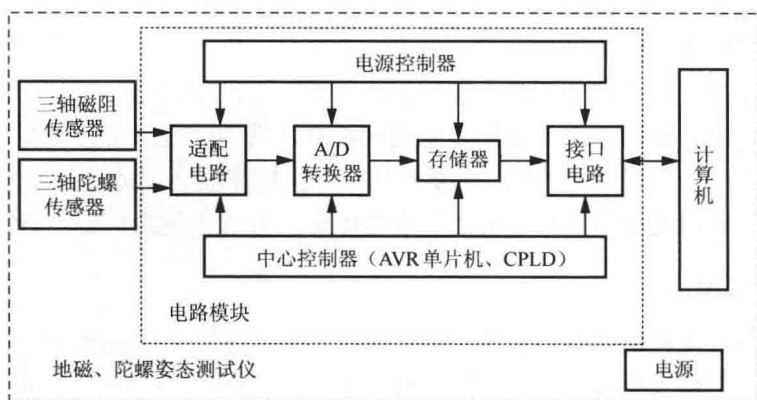 电源控制器
三轴磁阻
传感器
三轴陀螺
传感器
适配
电路
A/D
转换器
存储器
接口
电路
计算机
中心控制器（AVR 单片机、CPLD）
电路模块
地磁、陀螺姿态测试仪
电源